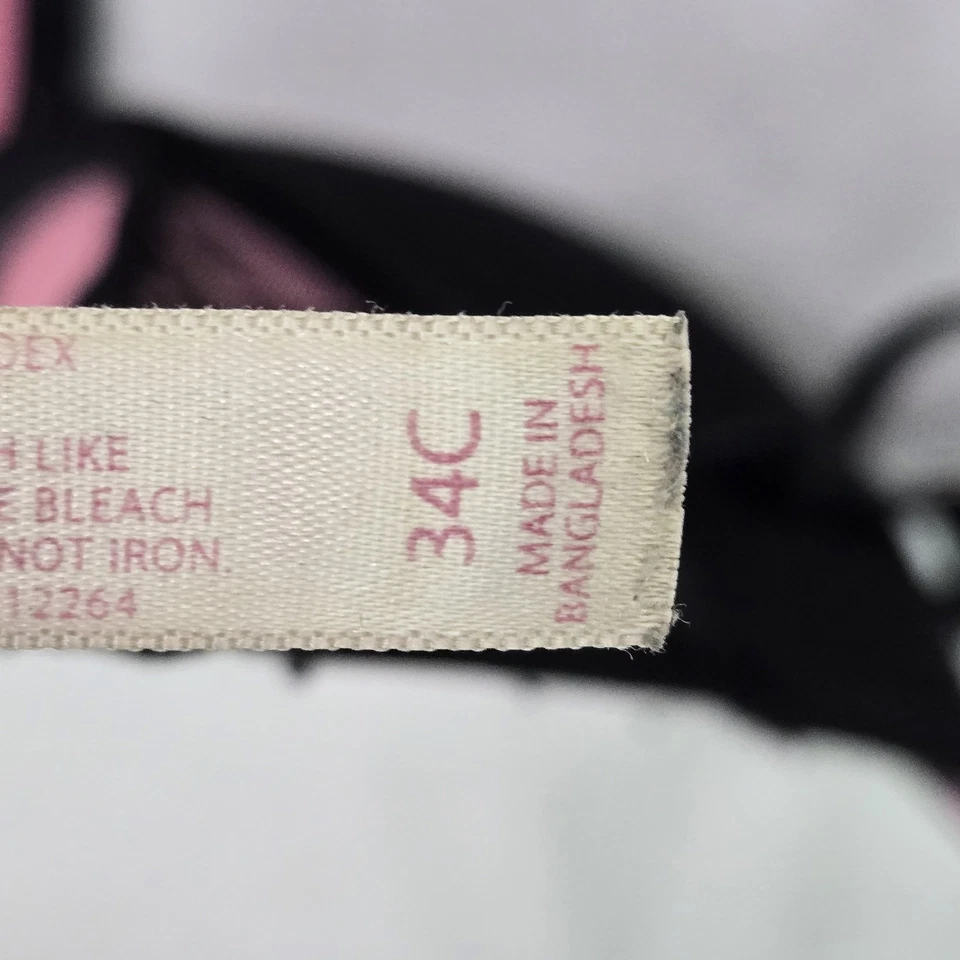 DEX
H LIKE
E BLEACH
NOT IRON.
12264
34C
MADE IN
BANGLADESH